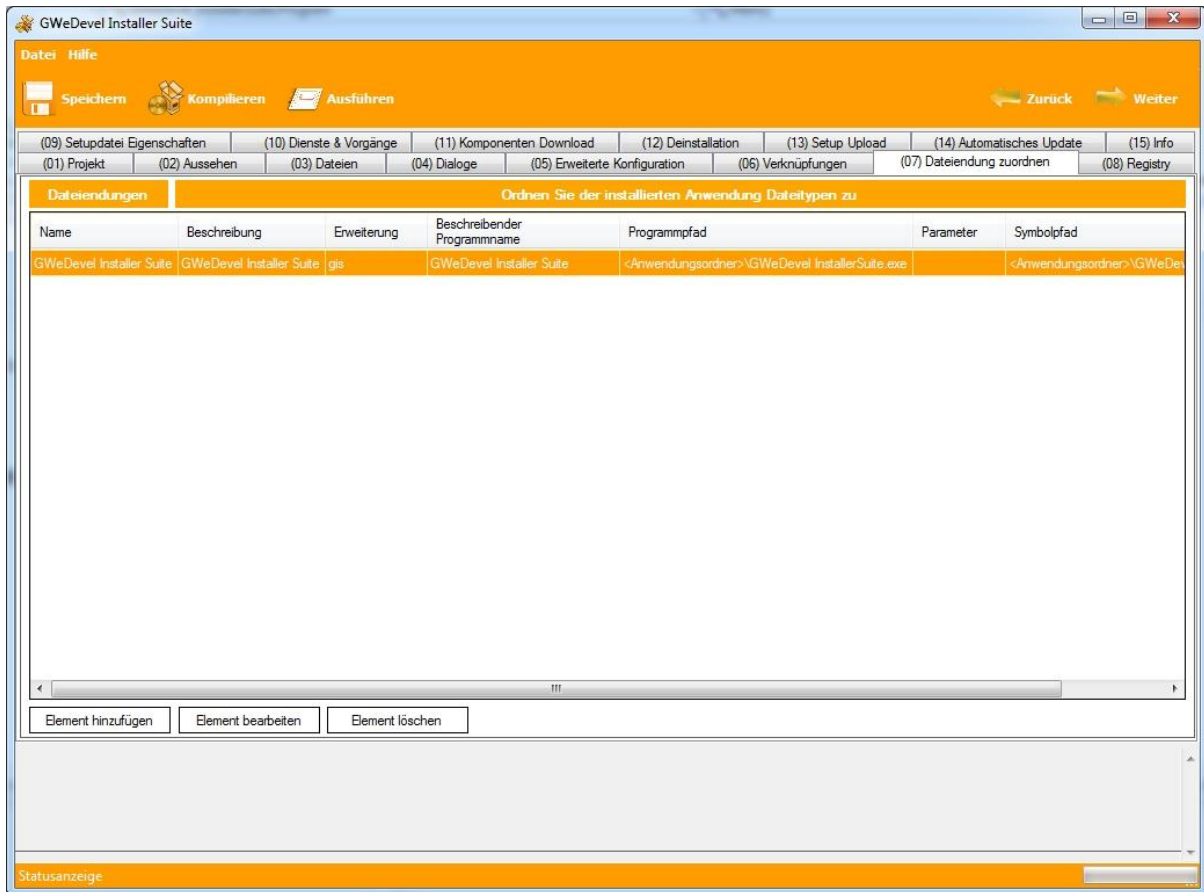 GWeDevel Installer Suite
Datei Hilfe
Speichern Kompilieren Ausführen Zurück Weiter
(09) Setupdatei Eigenschaften (10) Dienste & Vorgänge (11) Komponenten Download (12) Deinstallation (13) Setup Upload (14) Automatisches Update (15) Info
(01) Projekt (02) Aussehen (03) Dateien (04) Dialoge (05) Erweiterte Konfiguration (06) Verknüpfungen (07) Dateiendung zuordnen (08) Registry
Dateiendungen Ordnen Sie der installierten Anwendung Dateitypen zu
Name Beschreibung Erweiterung Beschreibender Programmname Programmpfad Parameter Symbolpfad
GWeDevel Installer Suite GWeDevel Installer Suite gis GWeDevel Installer Suite <Anwendungsordner>\GWeDevel InstallerSuite.exe <Anwendungsordner>\GWeDev
Element hinzufügen Element bearbeiten Element löschen
Statusanzeige